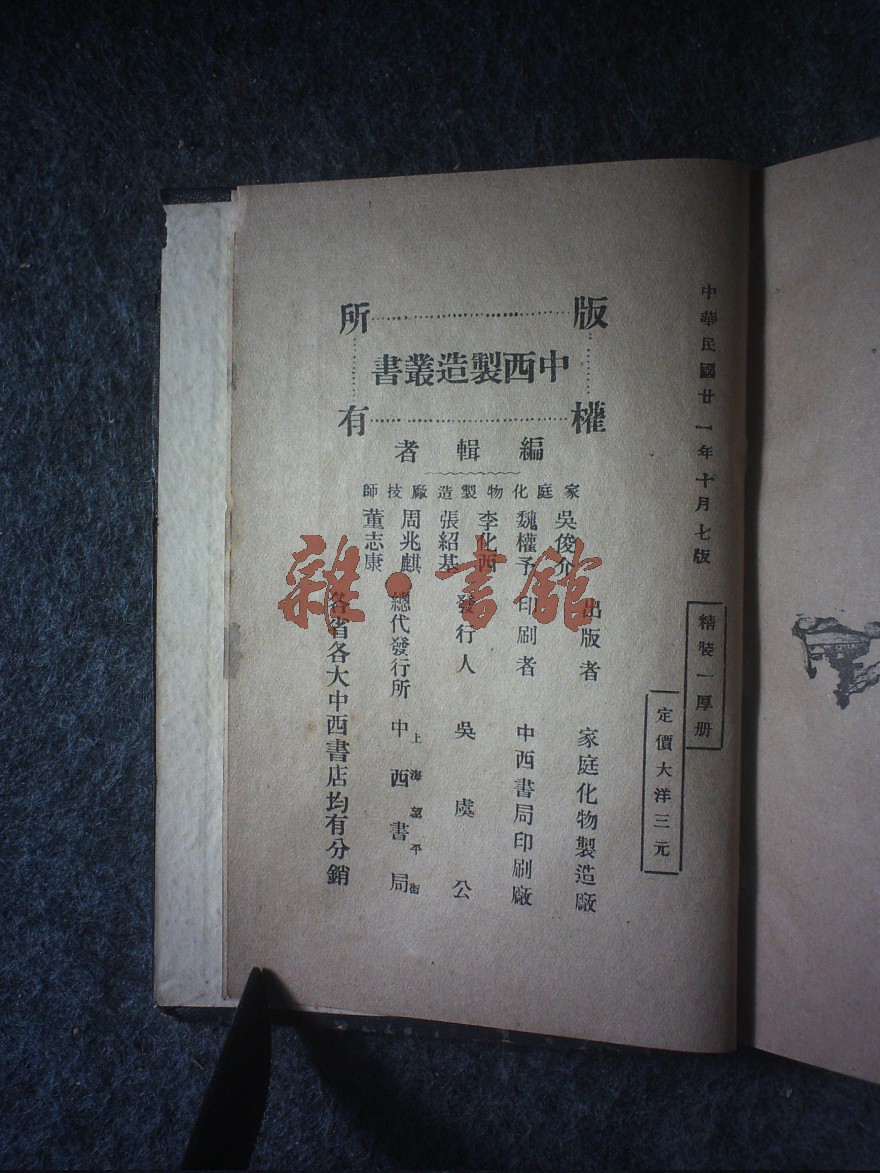 中華民國廿一年十月七版
精裝一厚册
定價大洋三元
版權所有
中西製造叢書
編輯者
家庭化物製造廠技師
吳俊介
魏權予
李化西
張紹基
周兆麒
董志康
出版者 家庭化物製造廠
印刷者 中西書局印刷廠
發行人 吳虞公
總代發行所 上海望平街 中西書局
各省各大中西書店均有分銷
雜·書館